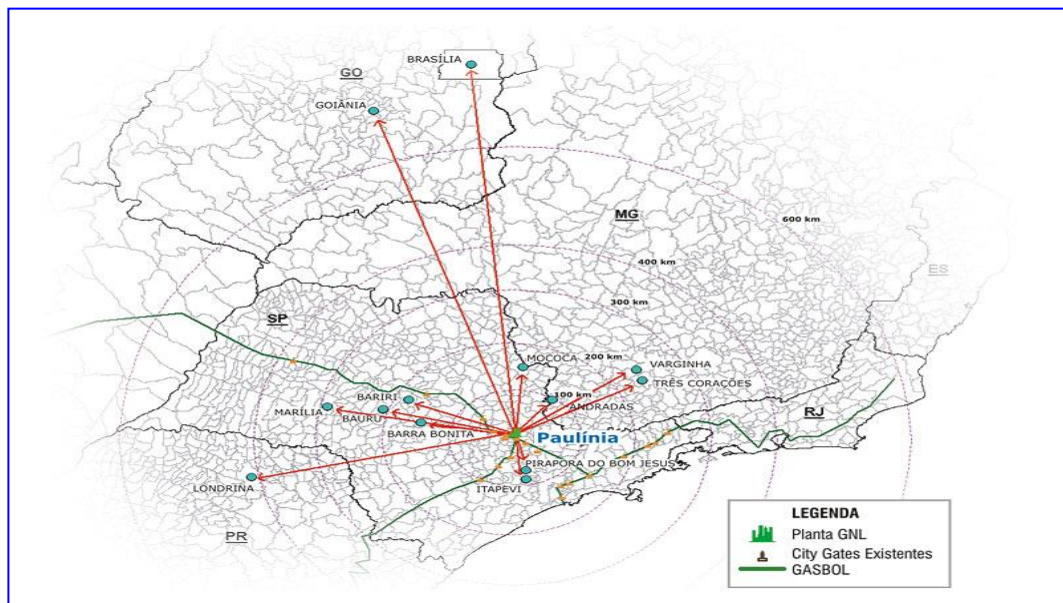 BRASÍLIA
GO
GOIÂNIA
MG
600 km
400 km
ES
300 km
SP
MOCOCA
200 km
VARGINHA
TRÊS CORAÇÕES
100 km
BARIRI
ANDRADAS
MARÍLIA
BAURU
RJ
BARRA BONITA
Paulínia
PIRAPORA DO BOM JESUS
LONDRINA
ITAPEVI
PR
LEGENDA
Planta GNL
City Gates Existentes
GASBOL